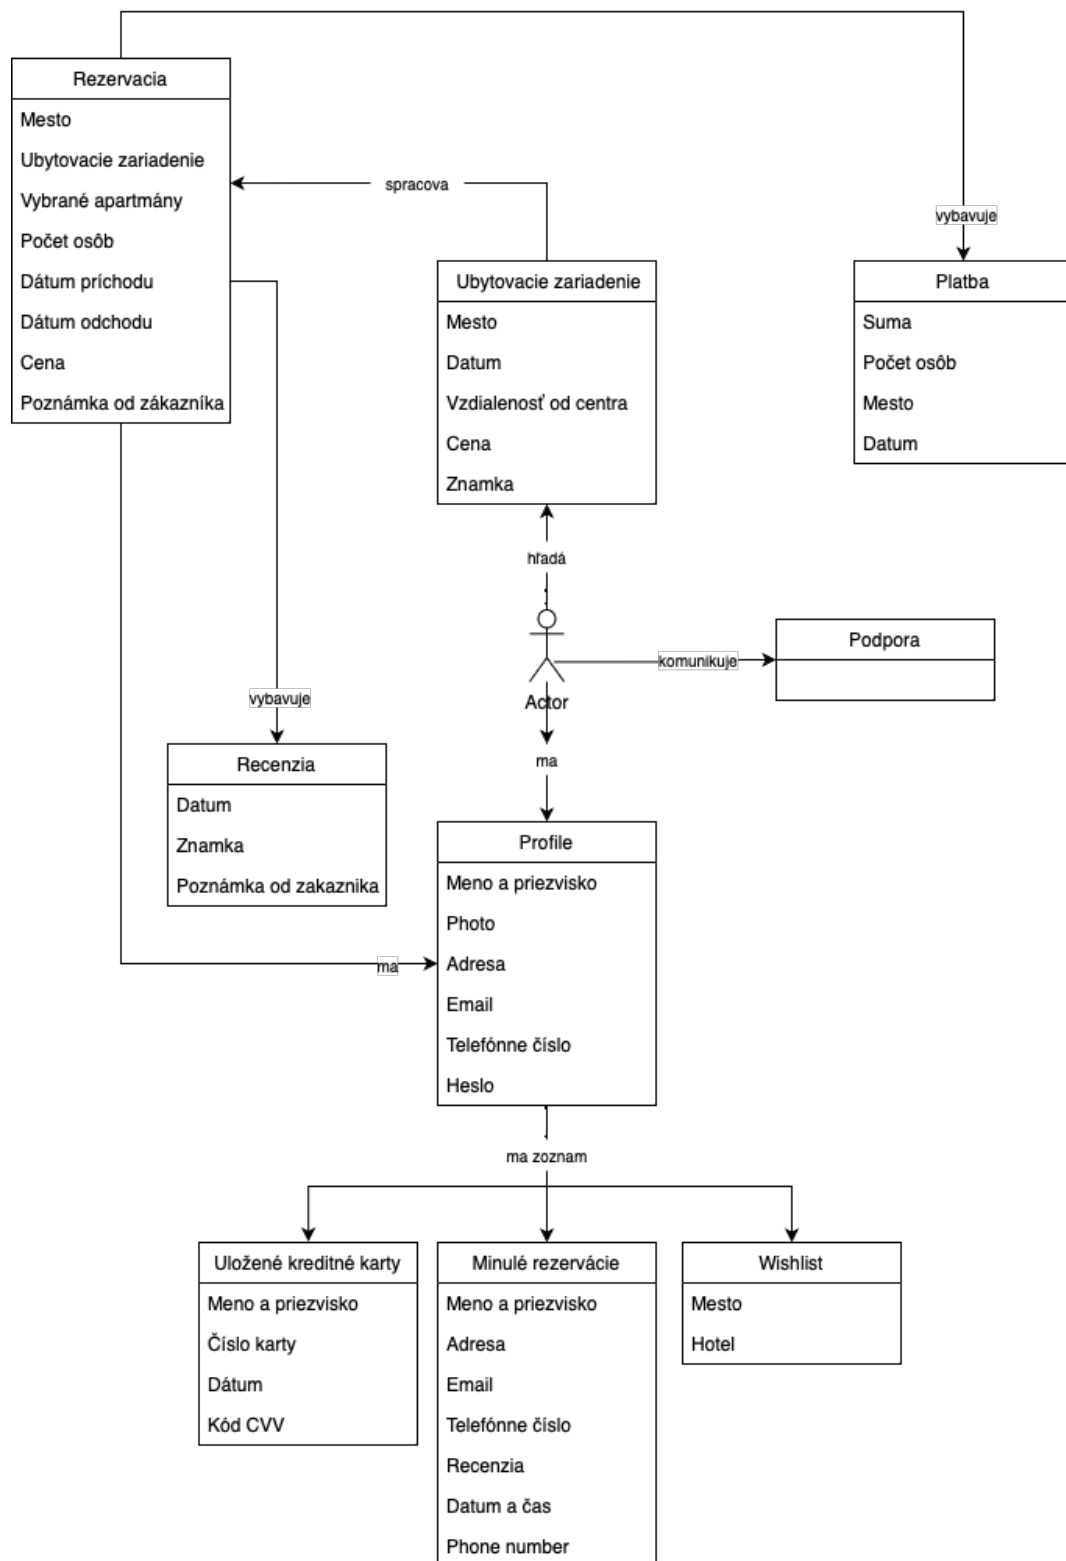 Rezervacia
Mesto
Ubytovacie zariadenie
Vybrané apartmány
Počet osôb
Dátum príchodu
Dátum odchodu
Cena
Poznámka od zákazníka
spracova
vybavuje
Ubytovacie zariadenie
Mesto
Datum
Vzdialenosť od centra
Cena
Znamka
Platba
Suma
Počet osôb
Mesto
Datum
hľadá
Actor
komunikuje
Podpora
vybavuje
Recenzia
Datum
Znamka
Poznámka od zakaznika
ma
ma
Profile
Meno a priezvisko
Photo
Adresa
Email
Telefónne číslo
Heslo
ma zoznam
Uložené kreditné karty
Meno a priezvisko
Číslo karty
Dátum
Kód CVV
Minulé rezervácie
Meno a priezvisko
Adresa
Email
Telefónne číslo
Recenzia
Datum a čas
Phone number
Wishlist
Mesto
Hotel